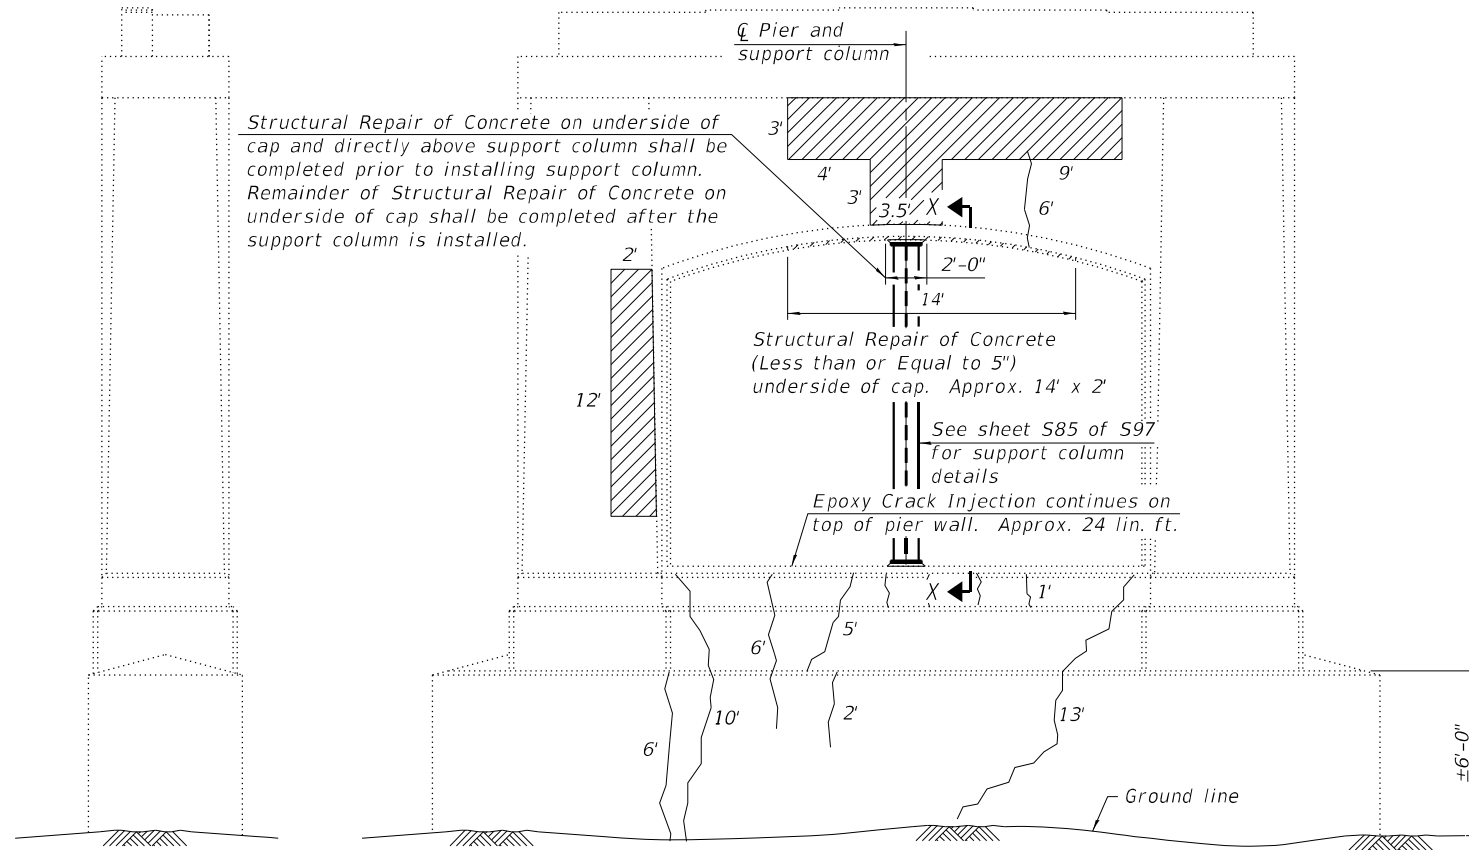 ℄ Pier and
support column
Structural Repair of Concrete on underside of
cap and directly above support column shall be
completed prior to installing support column.
Remainder of Structural Repair of Concrete on
underside of cap shall be completed after the
support column is installed.
3'
4'
9'
3'
3.5'
X
6'
2'
2'-0"
14'
Structural Repair of Concrete
(Less than or Equal to 5")
underside of cap. Approx. 14' x 2'
12'
See sheet S85 of S97
for support column
details
Epoxy Crack Injection continues on
top of pier wall. Approx. 24 lin. ft.
X
1'
5'
6'
10'
2'
13'
6'
±6'-0"
Ground line